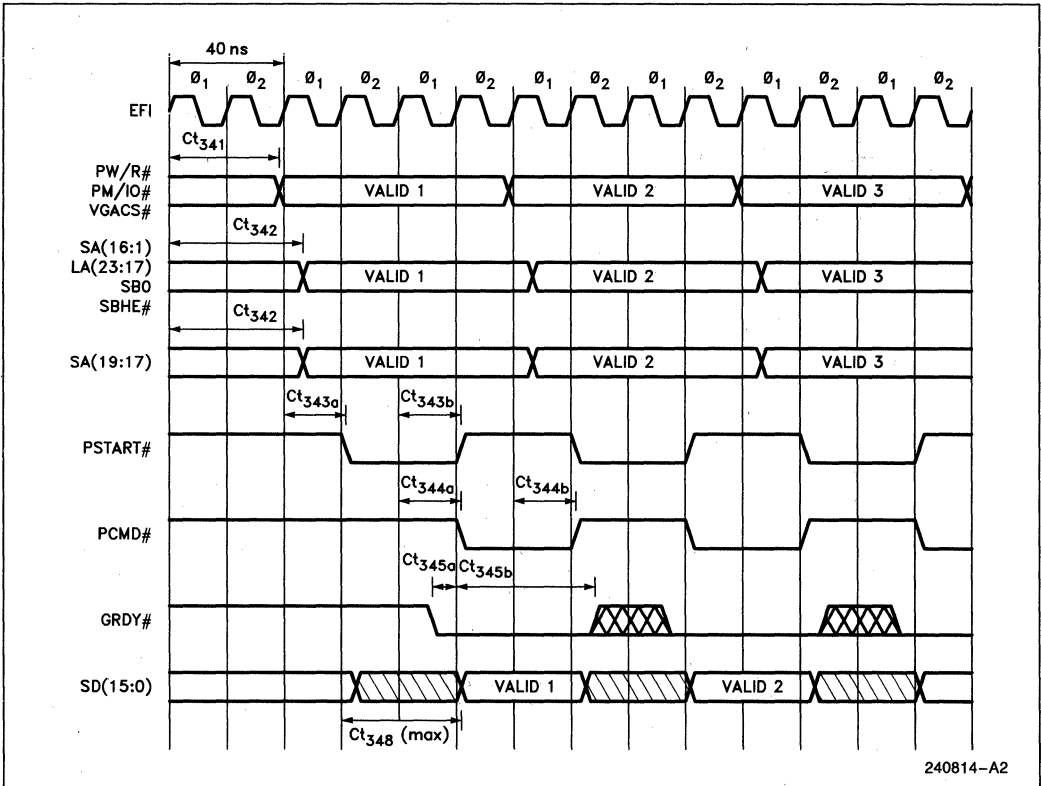 40 ns
Ø1 Ø2 Ø1 Ø2 Ø1 Ø2 Ø1 Ø2 Ø1 Ø2 Ø1 Ø2 Ø1 Ø2
EFI
Ct341
PW/R#
PM/IO# VALID 1 VALID 2 VALID 3
VGACS#
Ct342
SA(16:1)
LA(23:17) VALID 1 VALID 2 VALID 3
SB0
SBHE#
Ct342
SA(19:17) VALID 1 VALID 2 VALID 3
Ct343a Ct343b
PSTART#
Ct344a Ct344b
PCMD#
Ct345a Ct345b
GRDY#
SD(15:0) VALID 1 VALID 2
Ct348 (max)
240814-A2